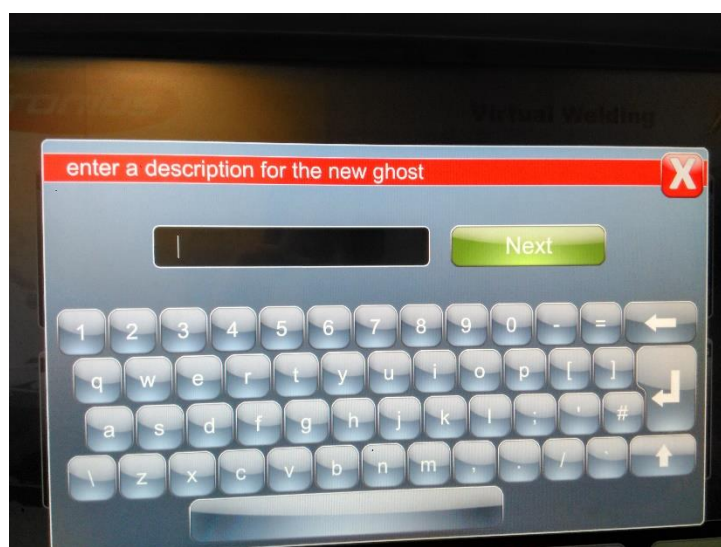 Virtual Welding
enter a description for the new ghost
X
Next
1 2 3 4 5 6 7 8 9 0 - =
q w e r t y u i o p [ ]
a s d f g h j k l ; ' #
\ z x c v b n m , . / `